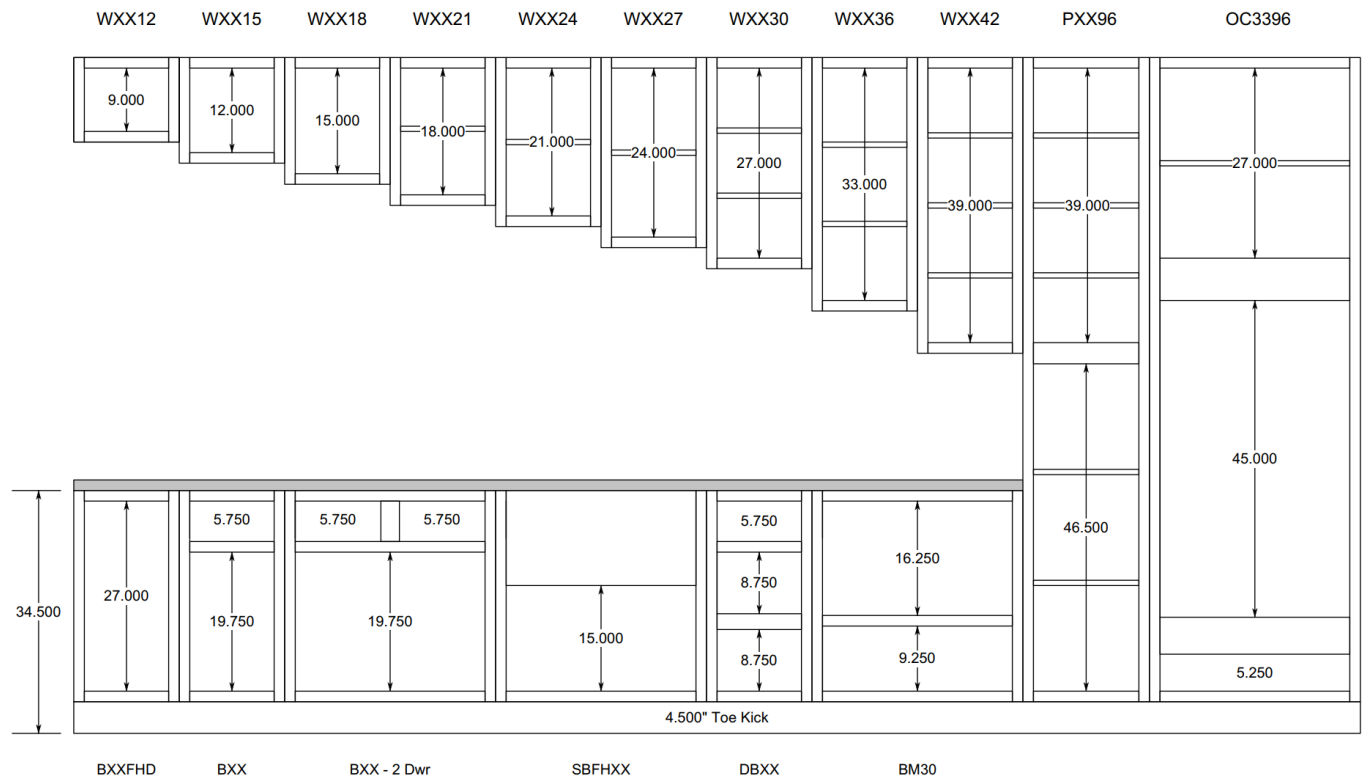 WXX12 WXX15 WXX18 WXX21 WXX24 WXX27 WXX30 WXX36 WXX42 PXX96 OC3396
9.000 12.000 15.000 18.000 21.000 24.000 27.000 33.000 39.000 39.000 27.000
45.000
5.750 5.750 5.750 5.750 46.500
16.250
8.750
34.500 27.000 19.750 19.750 15.000 8.750 9.250 5.250
4.500" Toe Kick
BXXFHD BXX BXX - 2 Dwr SBFHXX DBXX BM30